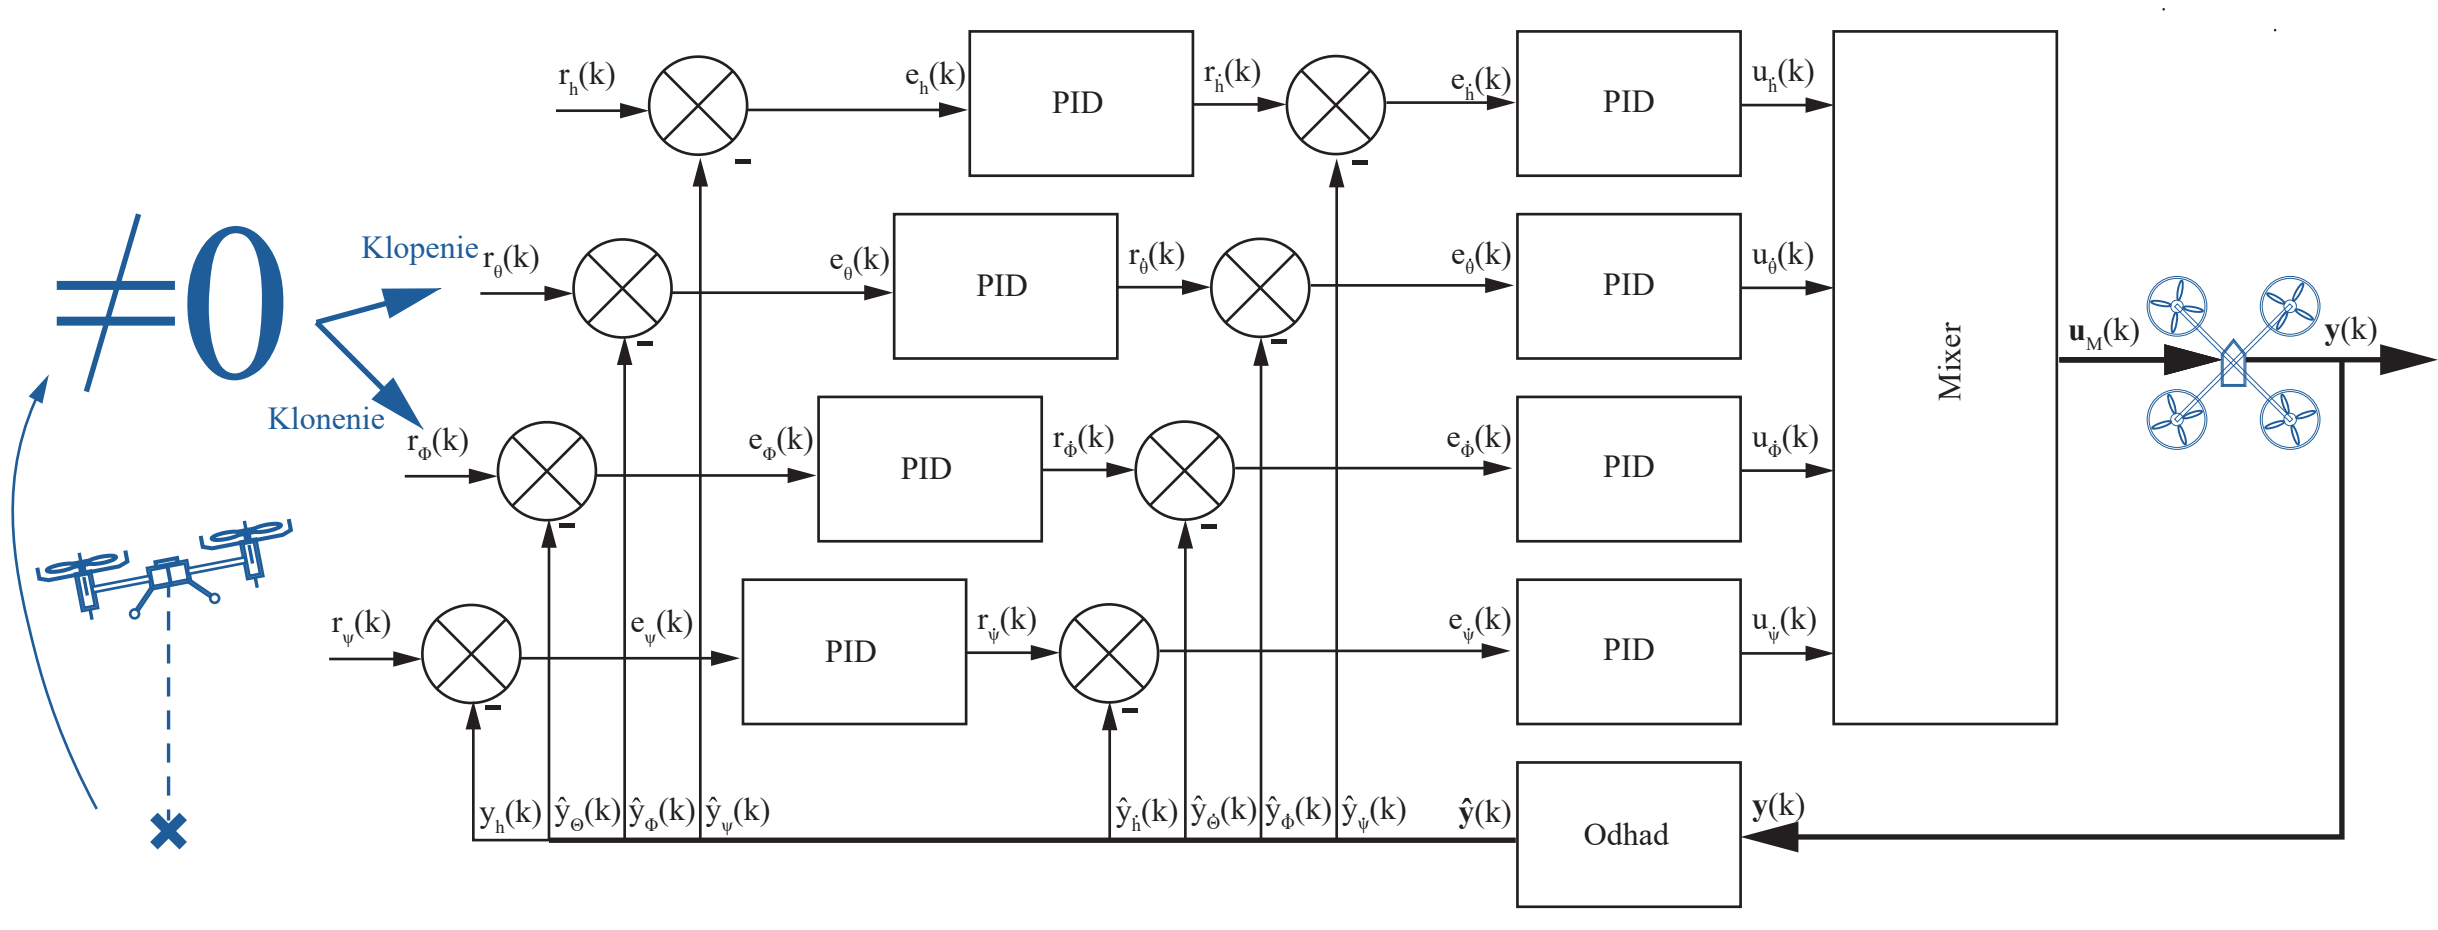 r_h(k) e_h(k) PID r_ḣ(k) e_ḣ(k) PID u_ḣ(k)
≠0
Klopenie r_θ(k) e_θ(k) PID r_θ̇(k) e_θ̇(k) PID u_θ̇(k)
Mixer
u_M(k) y(k)
Klonenie
r_Φ(k) e_Φ(k) PID r_Φ̇(k) e_Φ̇(k) PID u_Φ̇(k)
r_ψ(k) e_ψ(k) PID r_ψ̇(k) e_ψ̇(k) PID u_ψ̇(k)
y_h(k) ŷ_Θ(k) ŷ_Φ(k) ŷ_ψ(k) ŷ_ḣ(k) ŷ_Θ̇(k) ŷ_Φ̇(k) ŷ_ψ̇(k) ŷ(k) Odhad y(k)